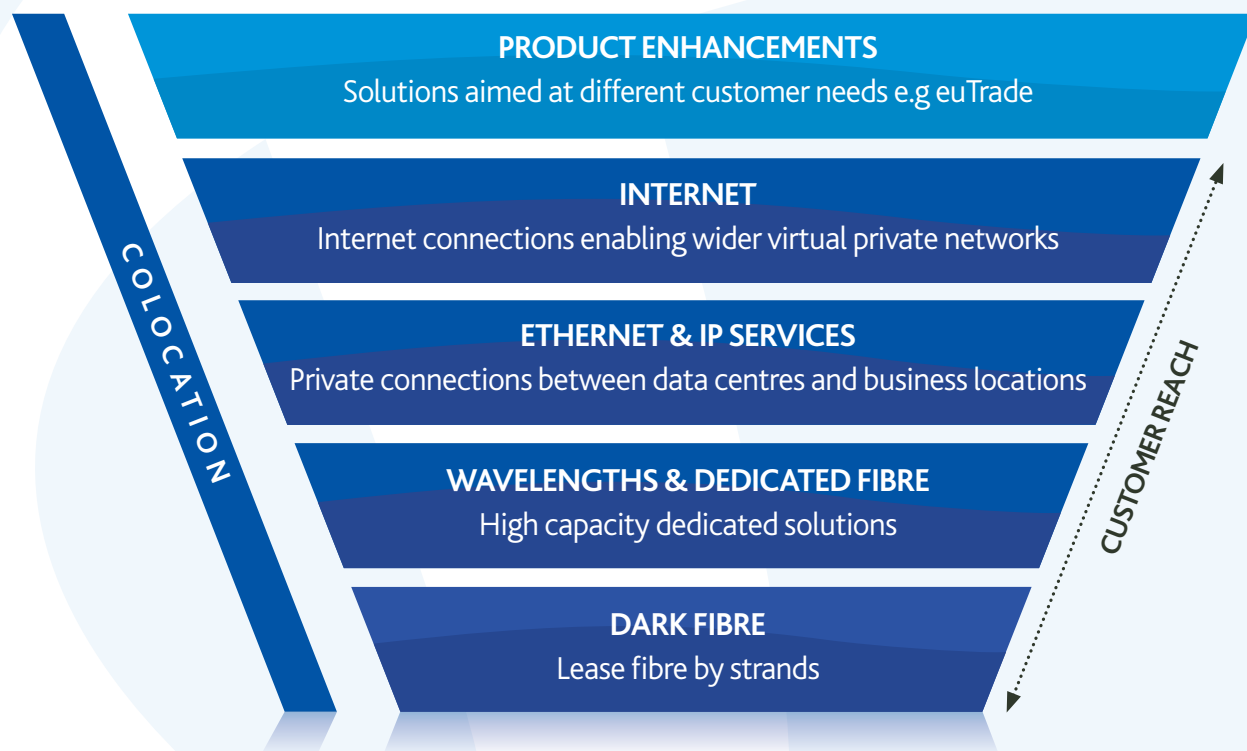 PRODUCT ENHANCEMENTS
Solutions aimed at different customer needs e.g euTrade
INTERNET
Internet connections enabling wider virtual private networks
ETHERNET & IP SERVICES
Private connections between data centres and business locations
WAVELENGTHS & DEDICATED FIBRE
High capacity dedicated solutions
DARK FIBRE
Lease fibre by strands
COLOCATION
CUSTOMER REACH